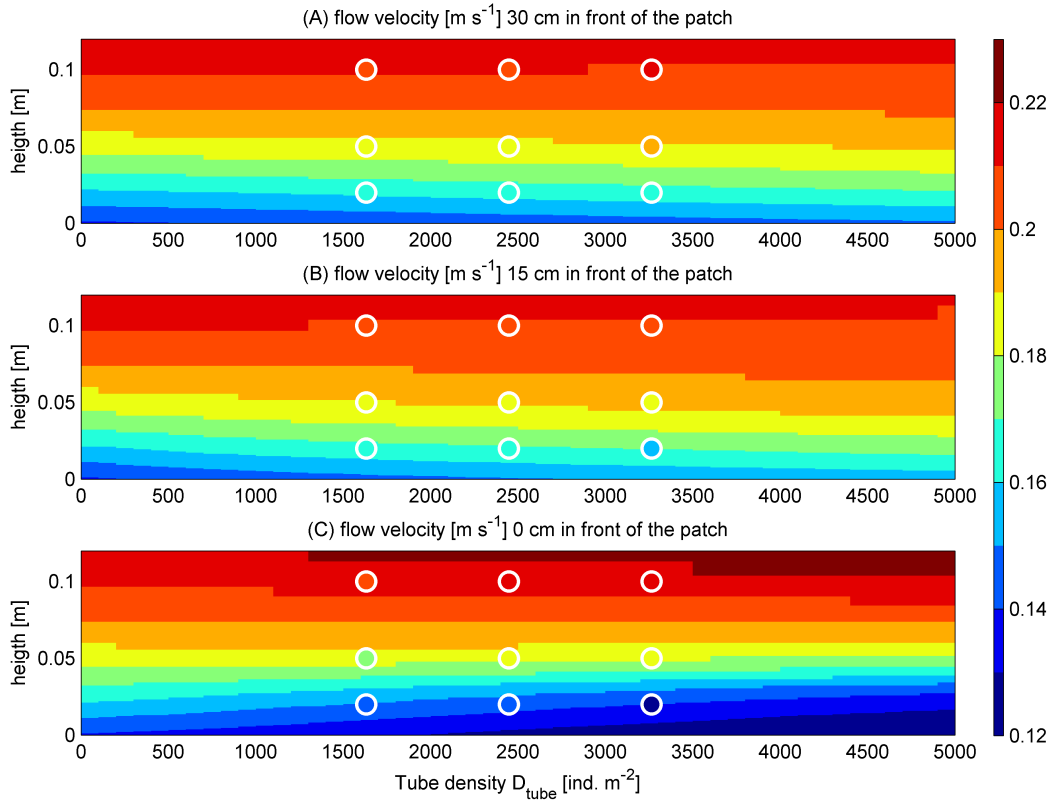 (A) flow velocity [m s-1] 30 cm in front of the patch
heigth [m]
0.1
0.05
0
0 500 1000 1500 2000 2500 3000 3500 4000 4500 5000
(B) flow velocity [m s-1] 15 cm in front of the patch
heigth [m]
0.1
0.05
0
0 500 1000 1500 2000 2500 3000 3500 4000 4500 5000
(C) flow velocity [m s-1] 0 cm in front of the patch
heigth [m]
0.1
0.05
0
0 500 1000 1500 2000 2500 3000 3500 4000 4500 5000
Tube density Dtube [ind. m-2]
0.22
0.2
0.18
0.16
0.14
0.12